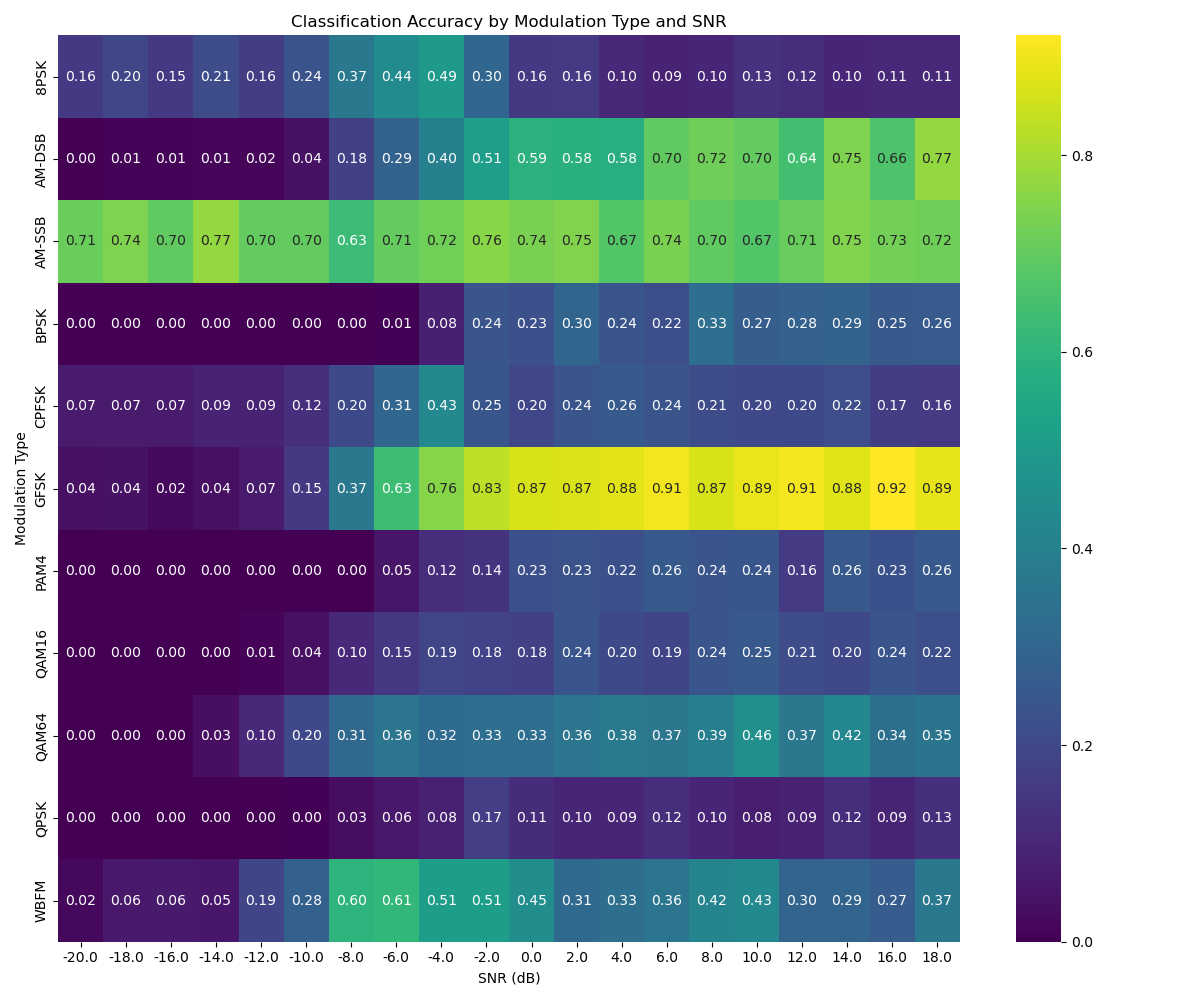 Classification Accuracy by Modulation Type and SNR
8PSK 0.16 0.20 0.15 0.21 0.16 0.24 0.37 0.44 0.49 0.30 0.16 0.16 0.10 0.09 0.10 0.13 0.12 0.10 0.11 0.11
AM-DSB 0.00 0.01 0.01 0.01 0.02 0.04 0.18 0.29 0.40 0.51 0.59 0.58 0.58 0.70 0.72 0.70 0.64 0.75 0.66 0.77
AM-SSB 0.71 0.74 0.70 0.77 0.70 0.70 0.63 0.71 0.72 0.76 0.74 0.75 0.67 0.74 0.70 0.67 0.71 0.75 0.73 0.72
BPSK 0.00 0.00 0.00 0.00 0.00 0.00 0.00 0.01 0.08 0.24 0.23 0.30 0.24 0.22 0.33 0.27 0.28 0.29 0.25 0.26
CPFSK 0.07 0.07 0.07 0.09 0.09 0.12 0.20 0.31 0.43 0.25 0.20 0.24 0.26 0.24 0.21 0.20 0.20 0.22 0.17 0.16
GFSK 0.04 0.04 0.02 0.04 0.07 0.15 0.37 0.63 0.76 0.83 0.87 0.87 0.88 0.91 0.87 0.89 0.91 0.88 0.92 0.89
PAM4 0.00 0.00 0.00 0.00 0.00 0.00 0.00 0.05 0.12 0.14 0.23 0.23 0.22 0.26 0.24 0.24 0.16 0.26 0.23 0.26
QAM16 0.00 0.00 0.00 0.00 0.01 0.04 0.10 0.15 0.19 0.18 0.18 0.24 0.20 0.19 0.24 0.25 0.21 0.20 0.24 0.22
QAM64 0.00 0.00 0.00 0.03 0.10 0.20 0.31 0.36 0.32 0.33 0.33 0.36 0.38 0.37 0.39 0.46 0.37 0.42 0.34 0.35
QPSK 0.00 0.00 0.00 0.00 0.00 0.00 0.03 0.06 0.08 0.17 0.11 0.10 0.09 0.12 0.10 0.08 0.09 0.12 0.09 0.13
WBFM 0.02 0.06 0.06 0.05 0.19 0.28 0.60 0.61 0.51 0.51 0.45 0.31 0.33 0.36 0.42 0.43 0.30 0.29 0.27 0.37
-20.0 -18.0 -16.0 -14.0 -12.0 -10.0 -8.0 -6.0 -4.0 -2.0 0.0 2.0 4.0 6.0 8.0 10.0 12.0 14.0 16.0 18.0
SNR (dB)
Modulation Type
0.8
0.6
0.4
0.2
0.0